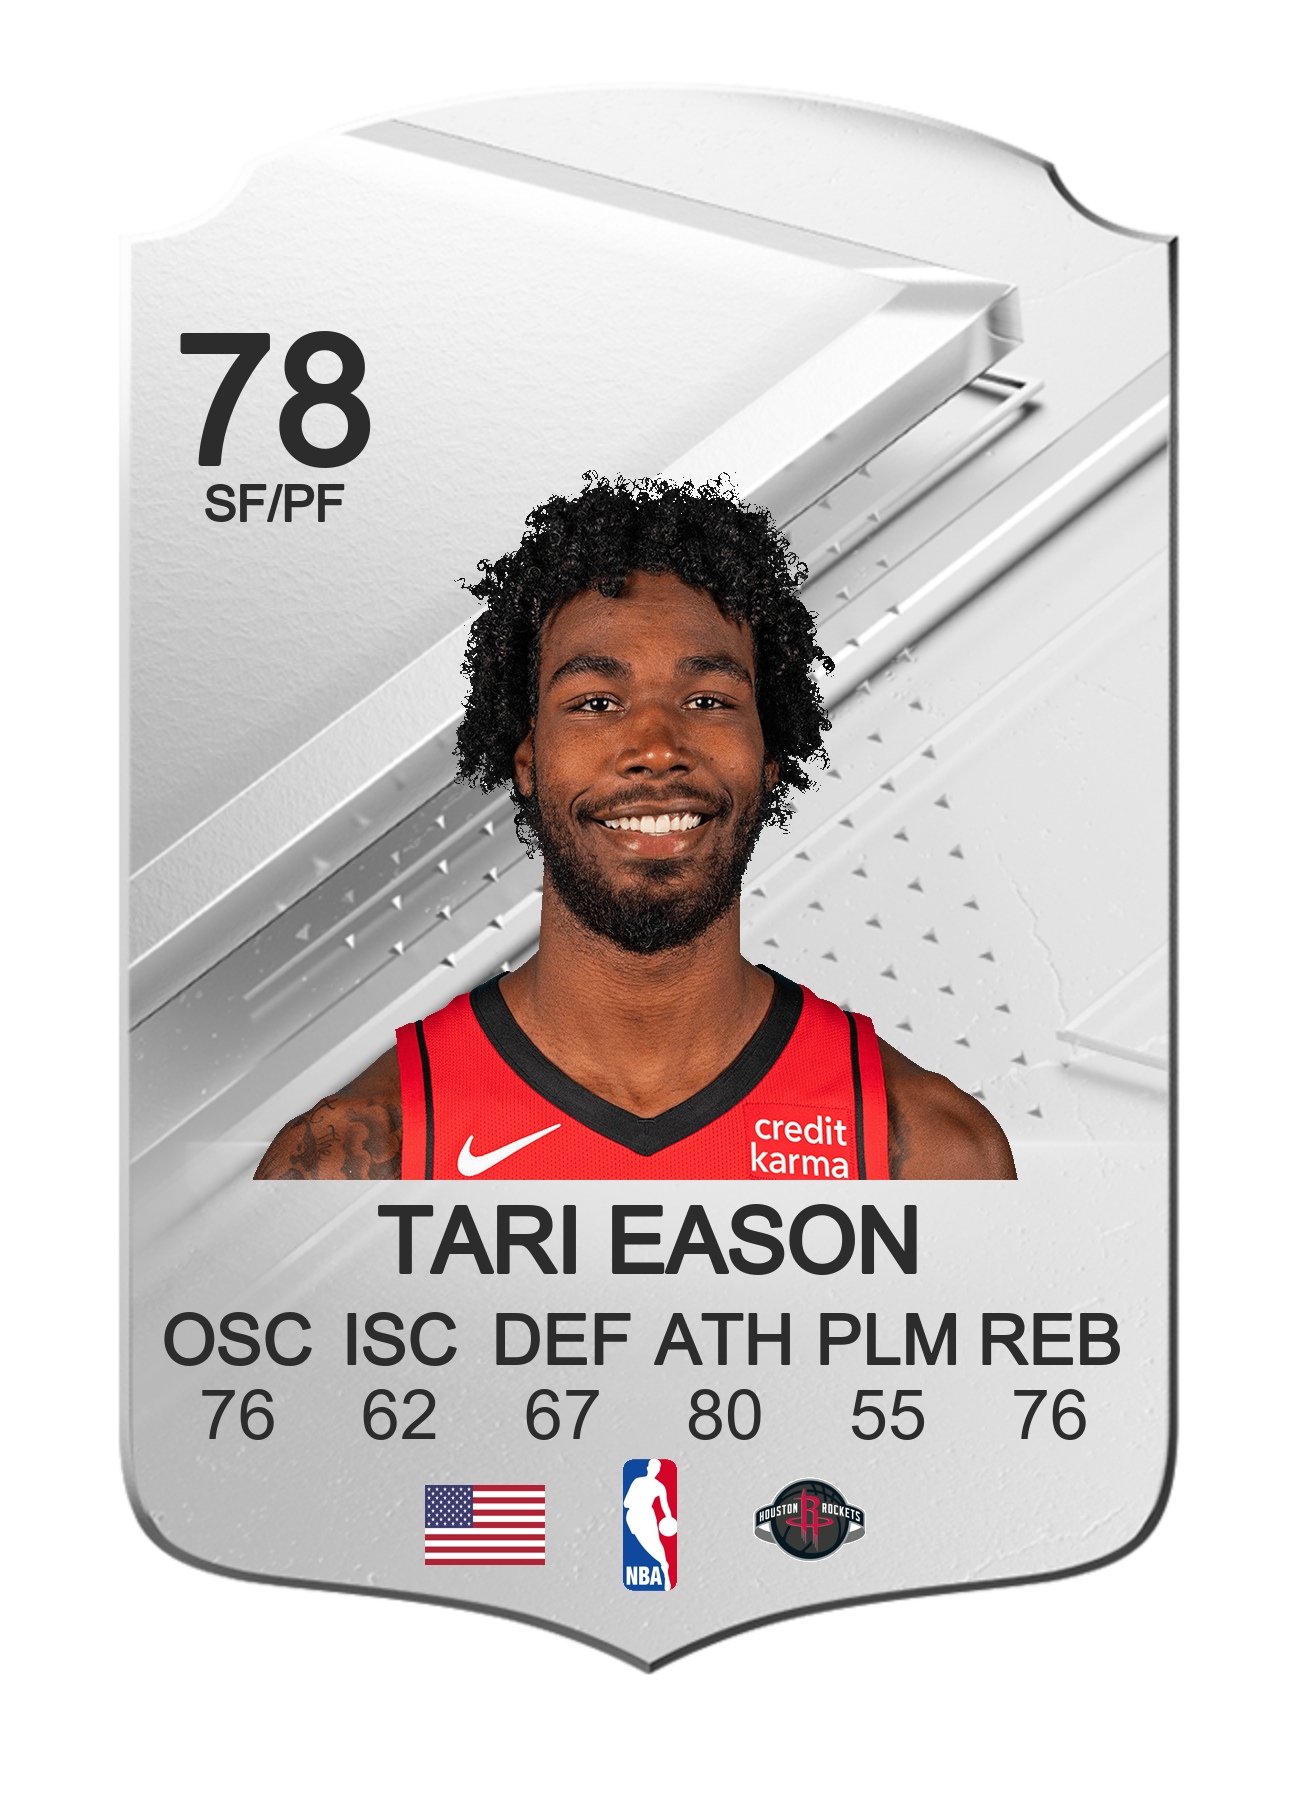 78
SF/PF
credit
karma
TARI EASON
OSC ISC DEF ATH PLM REB
76 62 67 80 55 76
NBA
HOUSTON R ROCKETS